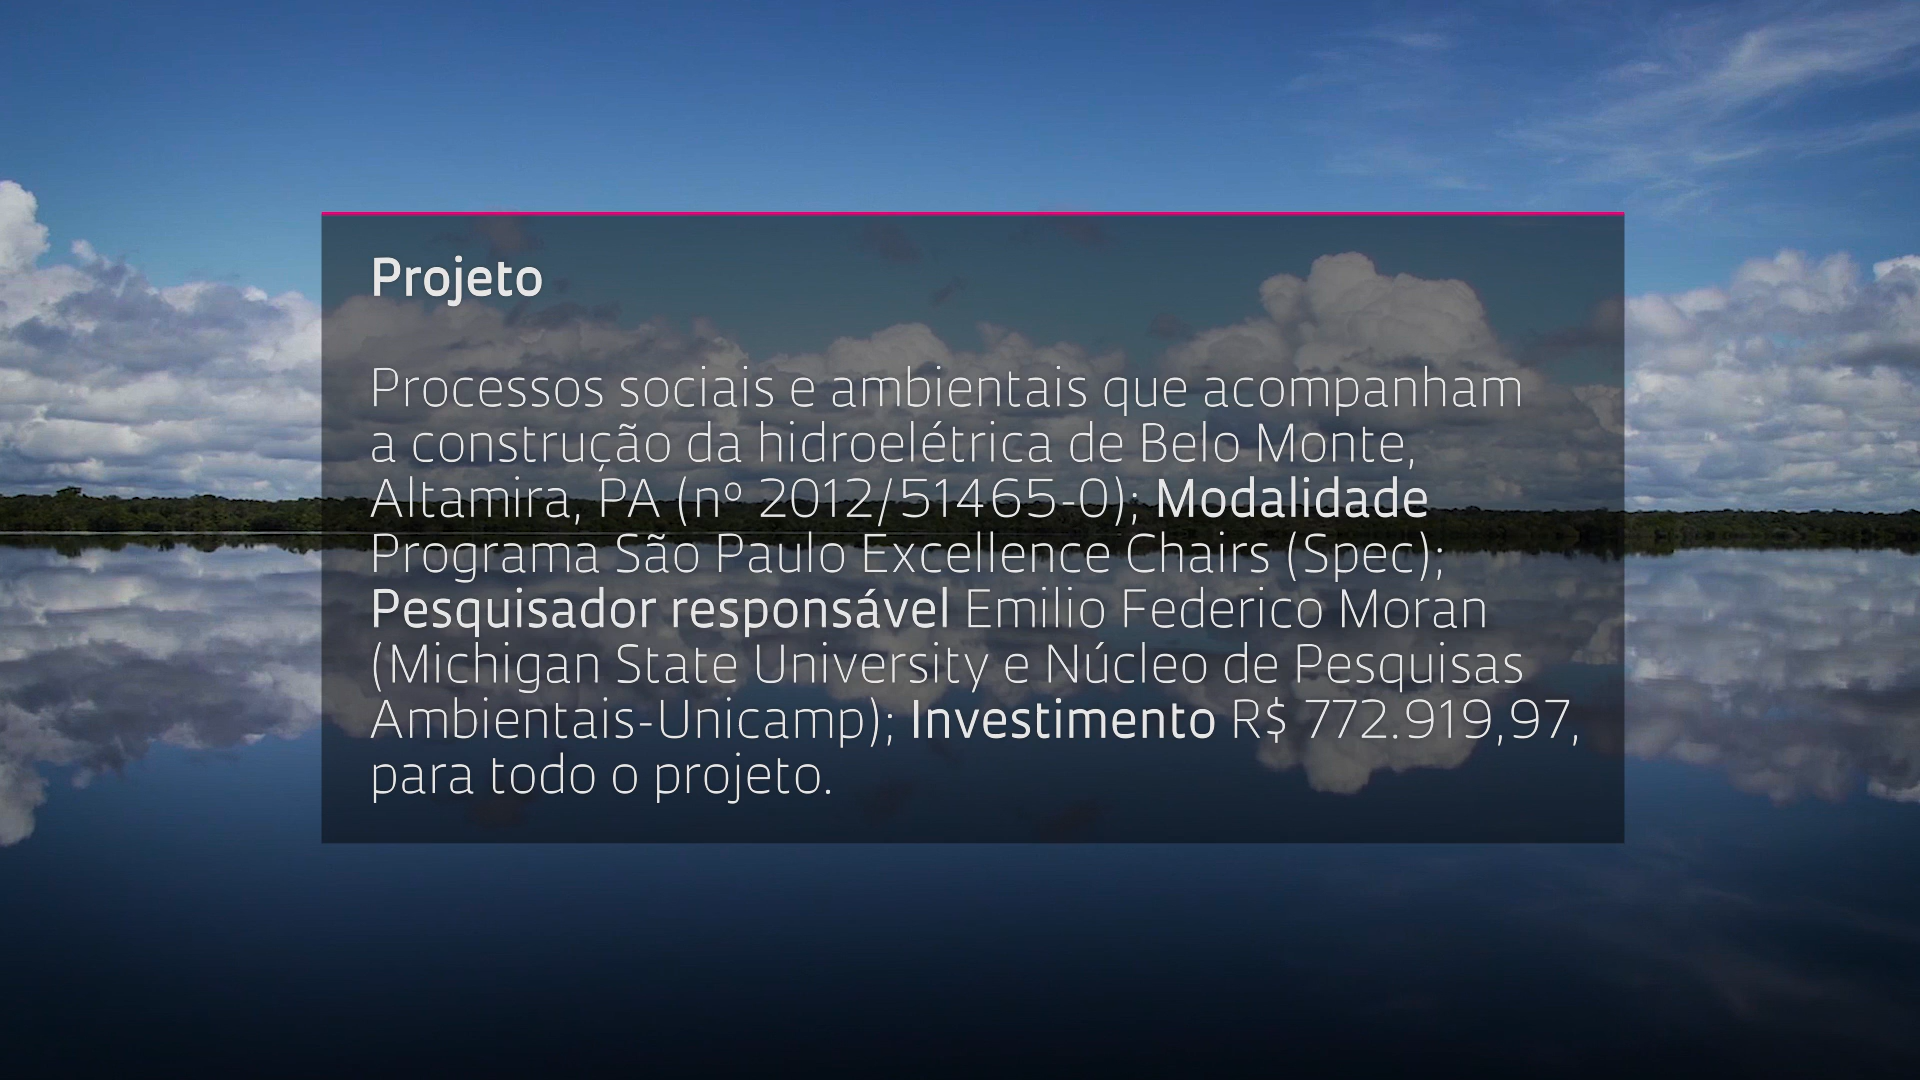 Projeto
Processos sociais e ambientais que acompanham
a construção da hidroelétrica de Belo Monte,
Altamira, PA (nº 2012/51465-0); Modalidade
Programa São Paulo Excellence Chairs (Spec);
Pesquisador responsável Emilio Federico Moran
(Michigan State University e Núcleo de Pesquisas
Ambientais-Unicamp); Investimento R$ 772.919,97,
para todo o projeto.